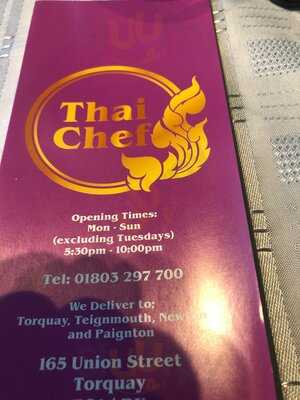 Thai
Chef
Opening Times:
Mon - Sun
(excluding Tuesdays)
5:30pm - 10:00pm
Tel: 01803 297 700
We Deliver to;
Torquay, Teignmouth,
and Paignton
165 Union Street
Torquay